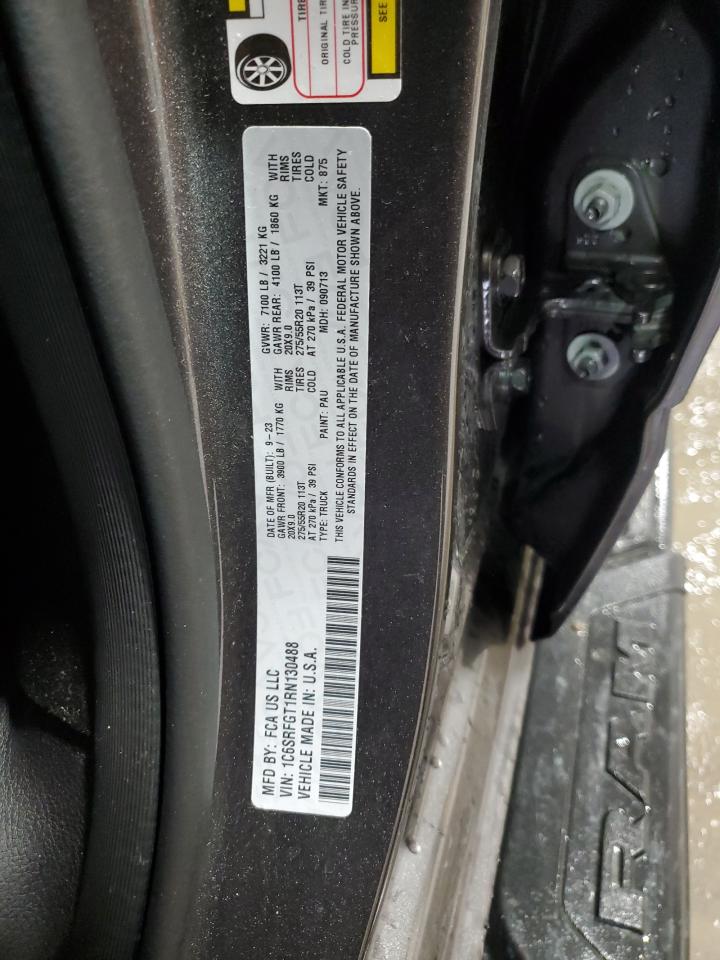 TIRE
ORIGINAL TIR
COLD TIRE IN
PRESSUR
SEE
MFD BY: FCA US LLC
VIN: 1C6SRFGT1RN130488
VEHICLE MADE IN: U.S.A.
DATE OF MFR (BUILT): 9-23 GVWR: 7100 LB / 3221 KG
GAWR FRONT: 3900 LB / 1770 KG WITH GAWR REAR: 4100 LB / 1860 KG WITH
20X9.0 RIMS 20X9.0 RIMS
275/55R20 113T TIRES 275/55R20 113T TIRES
AT 270 kPa / 39 PSI COLD AT 270 kPa / 39 PSI COLD
TYPE: TRUCK PAINT: PAU MDH: 090713 MKT: 875
THIS VEHICLE CONFORMS TO ALL APPLICABLE U.S.A. FEDERAL MOTOR VEHICLE SAFETY
STANDARDS IN EFFECT ON THE DATE OF MANUFACTURE SHOWN ABOVE.
RAM